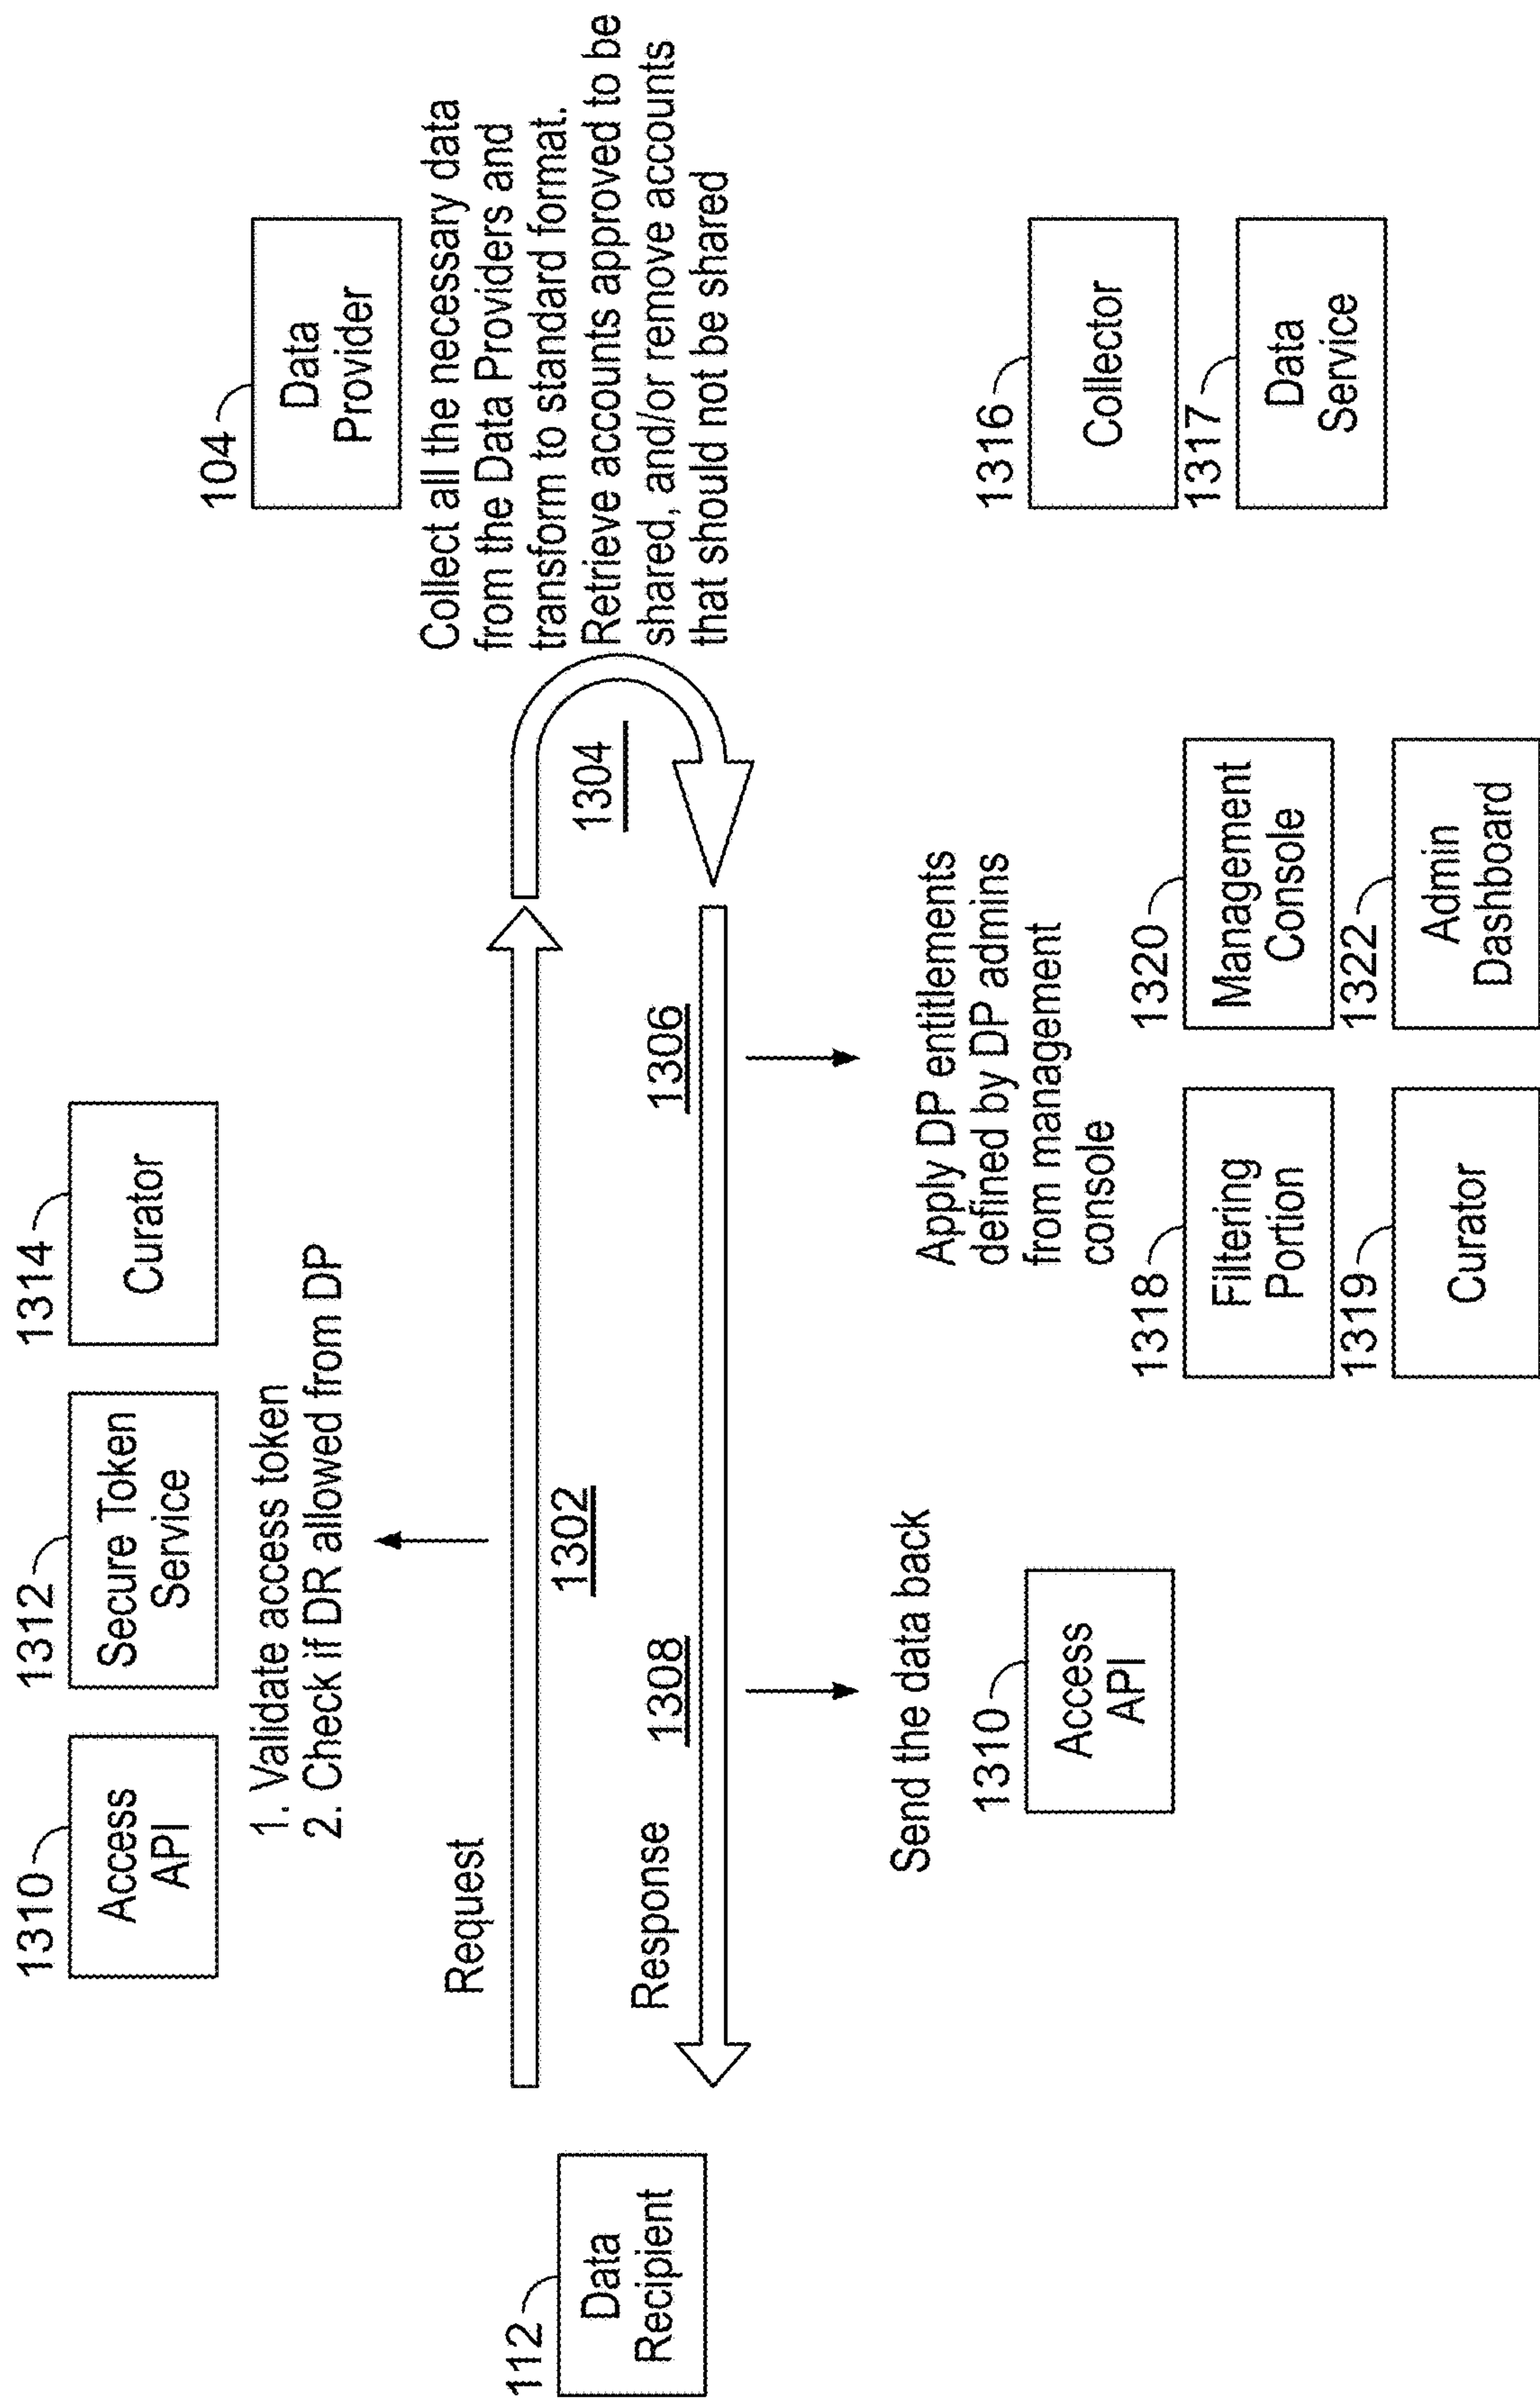 1310
Access
API
1312
Secure Token
Service
1314
Curator
1. Validate access token
2. Check if DR allowed from DP
104
Data
Provider
Collect all the necessary data
from the Data Providers and
transform to standard format.
Retrieve accounts approved to be
shared, and/or remove accounts
that should not be shared
112
Data
Recipient
Request
1302
1304
Response
1308
1306
Send the data back
1310
Access
API
Apply DP entitlements
defined by DP admins
from management
console
1318
Filtering
Portion
1320
Management
Console
1319
Curator
1322
Admin
Dashboard
1316
Collector
1317
Data
Service